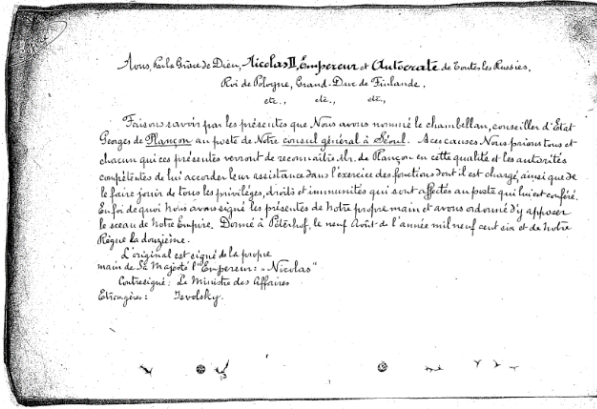 Nous, Par la Grâce de Dieu, Nicolas II, Empereur et Autocrate de Toutes les Russies,
Roi de Pologne, Grand-Duc de Finlande,
etc., etc., etc,
Faisons savoir par les présentes que Nous avons nommé le chambellan, conseiller d'Etat
Georges de Plançon au poste de Notre consul général à Séoul. A ces causes Nous prions tous et
chacun qui ces présentes verront de reconnaître Mr. de Plançon en cette qualité et les autorités
compétentes de lui accorder leur assistance dans l'exercice des fonctions dont il est chargé, ainsi que de
le faire jouir de tous les privilèges, droits et immunités qui sont affectés au poste qui lui est conféré.
En foi de quoi Nous avons signé les présentes de Notre propre main et avons ordonné d'y apposer
le sceau de Notre Empire. Donné à Péterhof, le neuf Août de l'année mil neuf cent six et de Notre
Règne la douzième.
L'original est signé de la propre
main de Sa Majesté l'Empereur: "Nicolas"
Contresigné: Le Ministre des Affaires
Etrangères: Isvolsky.